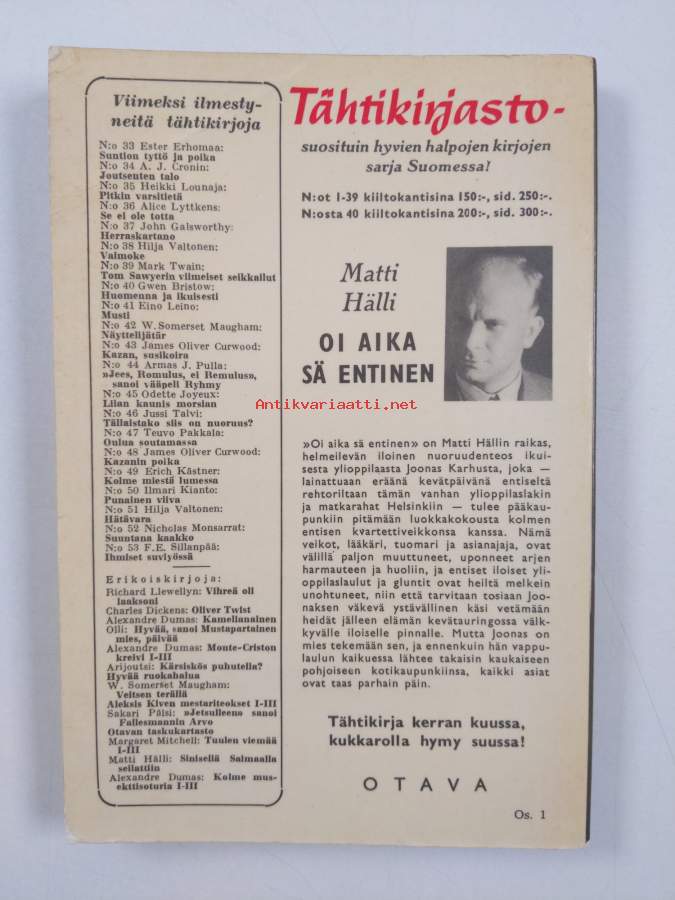 Viimeksi ilmesty-
neitä tähtikirjoja
N:o 33 Ester Erhomaa:
Suntion tyttö ja poika
N:o 34 A. J. Cronin:
Joutsenten talo
N:o 35 Heikki Lounaja:
Pitkin varsitietä
N:o 36 Alice Lyttkens:
Se ei ole totta
N:o 37 John Galsworthy:
Herraskartano
N:o 38 Hilja Valtonen:
Vaimoke
N:o 39 Mark Twain:
Tom Sawyerin viimeiset seikkailut
N:o 40 Gwen Bristow:
Huomenna ja ikuisesti
N:o 41 Eino Leino:
Musti
N:o 42 W. Somerset Maugham:
Näyttelijätär
N:o 43 James Oliver Curwood:
Kazan, susikoira
N:o 44 Armas J. Pulla:
»Jees, Romulus, ei Remulus»,
sanoi vääpeli Ryhmy
N:o 45 Odette Joyeux:
Liian kaunis morsian
N:o 46 Jussi Talvi:
Tällaistako siis on nuoruus?
N:o 47 Teuvo Pakkala:
Oulua soutamassa
N:o 48 James Oliver Curwood:
Kazanin poika
N:o 49 Erich Kästner:
Kolme miestä lumessa
N:o 50 Ilmari Kianto:
Punainen viiva
N:o 51 Hilja Valtonen:
Hätävara
N:o 52 Nicholas Monsarrat:
Suuntana kaakko
N:o 53 F. E. Sillanpää:
Ihmiset suviyössä
Erikoiskirjoja:
Richard Llewellyn: Vihreä oli
laaksoni
Charles Dickens: Oliver Twist
Alexandre Dumas: Kamelianainen
Olli: Hyvää, sanoi Mustapartainen
mies, päivää
Alexandre Dumas: Monte-Criston
kreivi I-III
Arijoutsi: Kärsiskös puhutella?
Hyvää ruokahalua
W. Somerset Maugham:
Veitsen terällä
Aleksis Kiven mestariteokset I-III
Sakari Pälsi: »Jetsulleen» sanoi
Fallesmannin Arvo
Otavan taskukartasto
Margaret Mitchell: Tuulen viemää
I-III
Matti Hälli: Sinisellä Saimaalla
seilattiin
Alexandre Dumas: Kolme mus-
kettisoturia I-III
Tähtikirjasto-
suosituin hyvien halpojen kirjojen
sarja Suomessa!
N:ot 1-39 kiiltokantisina 150:-, sid. 250:-.
N:osta 40 kiiltokantisina 200:-, sid. 300:-.
Matti
Hälli
OI AIKA
SÄ ENTINEN
Antikvariaatti.net
»Oi aika sä entinen» on Matti Hällin raikas,
helmeilevän iloinen nuoruudenteos ikui-
sesta ylioppilaasta Joonas Karhusta, joka —
lainattuaan eräänä kevätpäivänä entiseltä
rehtoriltaan tämän vanhan ylioppilaslakin
ja matkarahat Helsinkiin — tulee pääkau-
punkiin pitämään luokkakokousta kolmen
entisen kvartettiveikkonsa kanssa. Nämä
veikot, lääkäri, tuomari ja asianajaja, ovat
välillä paljon muuttuneet, uponneet arjen
harmauteen ja huoliin, ja entiset iloiset yli-
oppilaslaulut ja gluntit ovat heiltä melkein
unohtuneet, niin että tarvitaan tosiaan Joo-
naksen väkevä ystävällinen käsi vetämään
heidät jälleen elämän kevätauringossa välk-
kyvälle iloiselle pinnalle. Mutta Joonas on
mies tekemään sen, ja ennenkuin hän vappu-
laulun kaikuessa lähtee takaisin kaukaiseen
pohjoiseen kotikaupunkiinsa, kaikki asiat
ovat taas parhain päin.
Tähtikirja kerran kuussa,
kukkarolla hymy suussa!
OTAVA
Os. 1